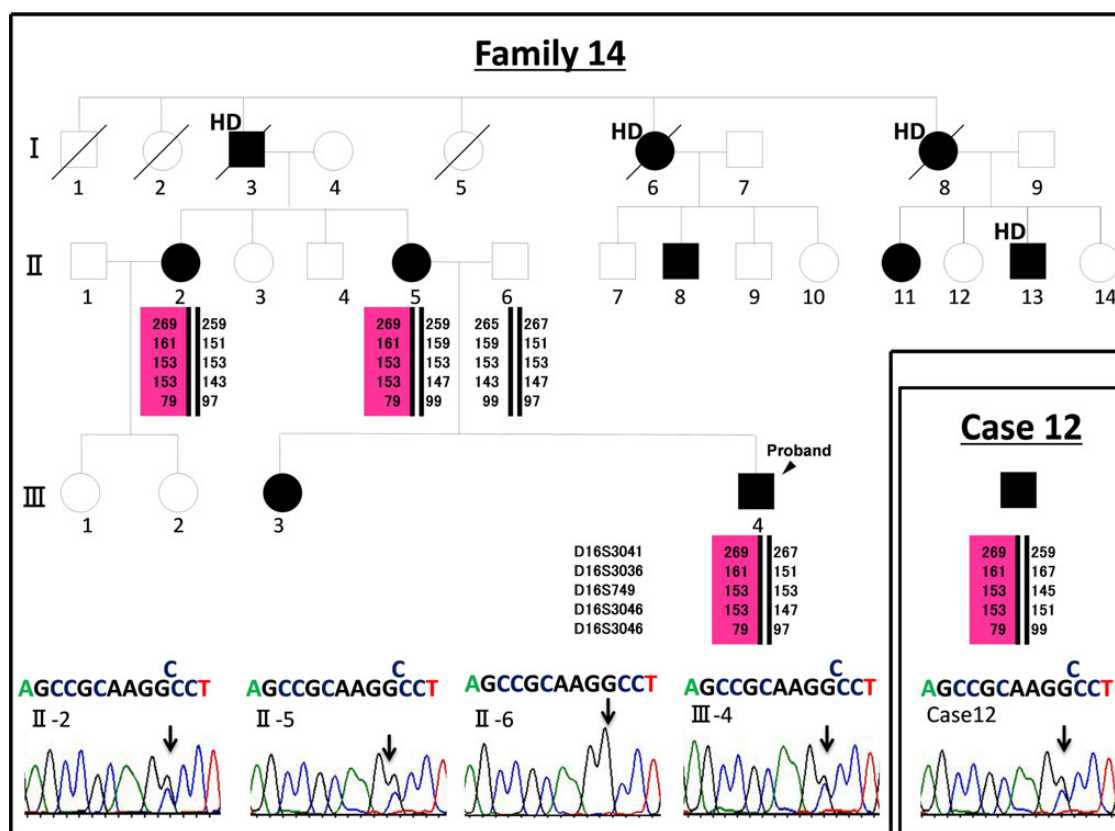 Family 14
HD HD HD
I
1 2 3 4 5 6 7 8 9
HD
II
1 2 3 4 5 6 7 8 9 10 11 12 13 14
269 259 269 259 265 267
161 151 161 159 159 151
153 153 153 153 153 153
153 143 153 147 143 147
79 97 79 99 99 97
Case 12
Proband
III
1 2 3 4
D16S3041 269 267 269 259
D16S3036 161 151 161 167
D16S749 153 153 153 145
D16S3046 153 147 153 151
D16S3046 79 97 79 99
C C C C
AGCCGCAAGGCCT AGCCGCAAGGCCT AGCCGCAAGGCCT AGCCGCAAGGCCT AGCCGCAAGGCCT
II-2 II-5 II-6 III-4 Case12